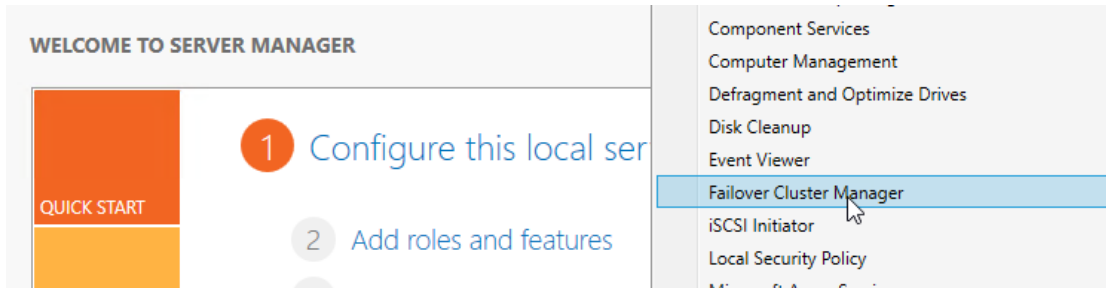 WELCOME TO SERVER MANAGER
QUICK START
1 Configure this local ser
2 Add roles and features
Component Services
Computer Management
Defragment and Optimize Drives
Disk Cleanup
Event Viewer
Failover Cluster Manager
iSCSI Initiator
Local Security Policy